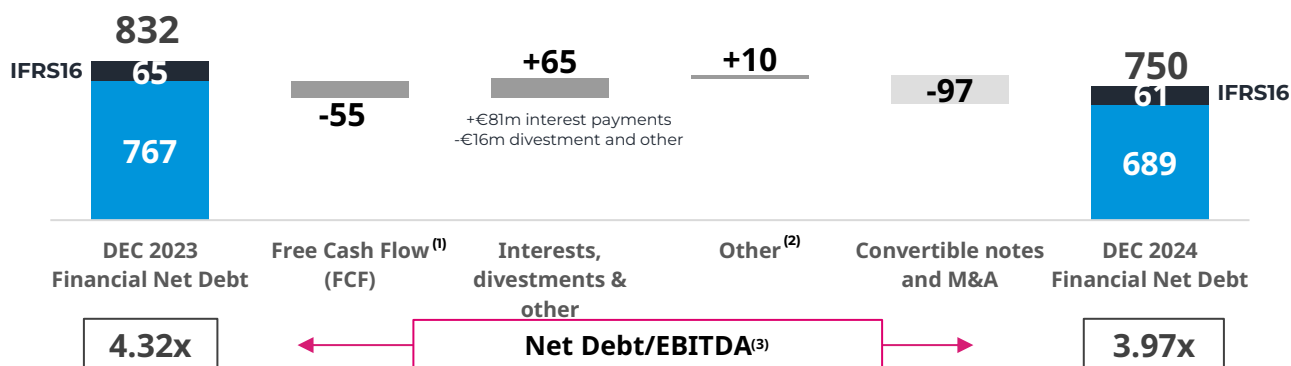 832
IFRS16
65
767
-55
+65
+€81m interest payments
-€16m divestment and other
+10
-97
750
61
IFRS16
689
DEC 2023
Financial Net Debt
Free Cash Flow (1)
(FCF)
Interests,
divestments &
other
Other (2)
Convertible notes
and M&A
DEC 2024
Financial Net Debt
4.32x
Net Debt/EBITDA(3)
3.97x